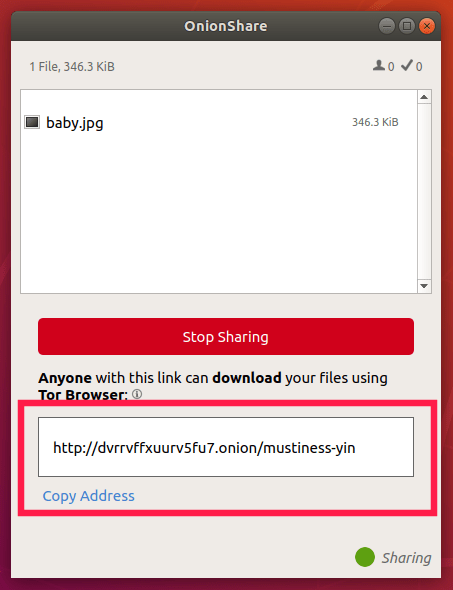 OnionShare
1 File, 346.3 KiB
0 0
baby.jpg 346.3 KiB
Stop Sharing
Anyone with this link can download your files using
Tor Browser:
http://dvrrvffxuurv5fu7.onion/mustiness-yin
Copy Address
Sharing